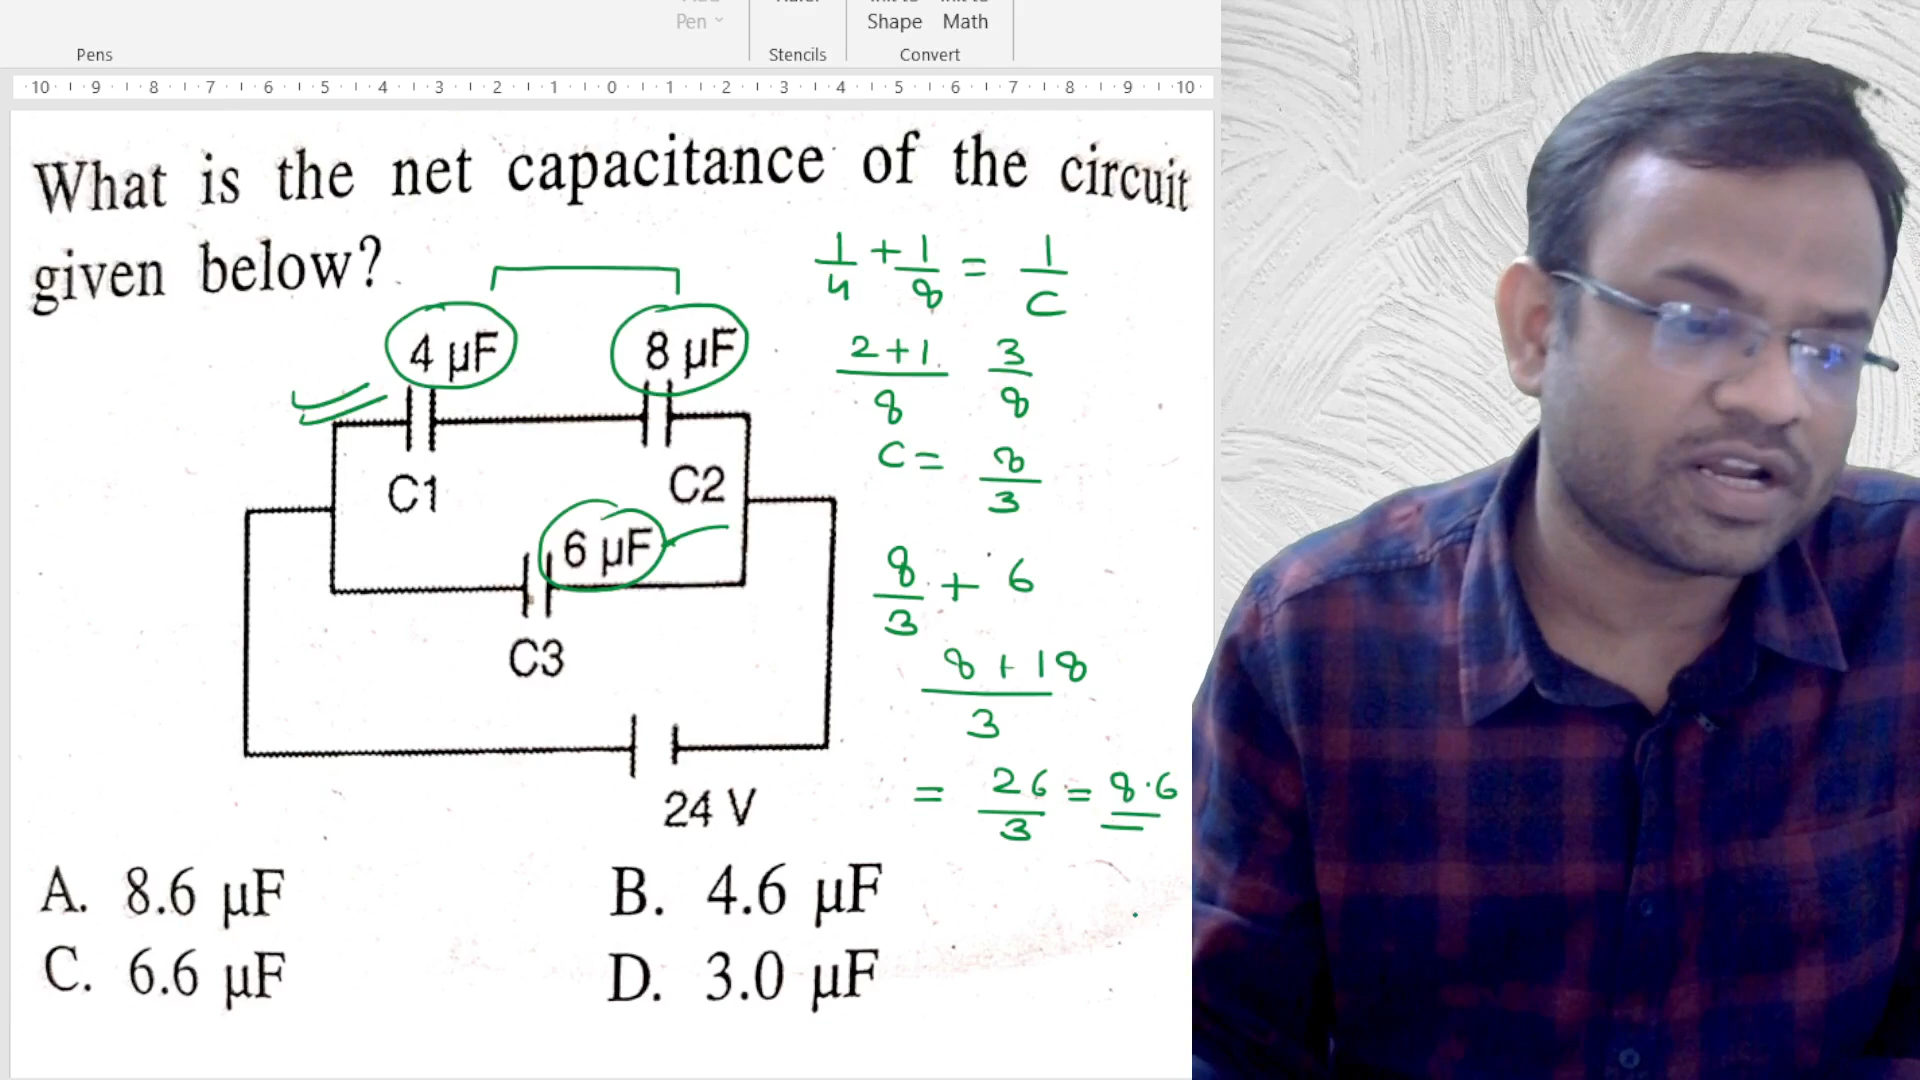 Pen
Ink to
Shape
Math
Pens
Stencils
Convert
10 9 8 7 6 5 4 3 2 1 0 1 2 3 4 5 6 7 8 9 10
What is the net capacitance of the circuit
given below?
4 μF
8 μF
C1
C2
6 μF
C3
24 V
1/4 + 1/8 = 1/C
2+1/8 3/8
C = 8/3
8/3 + 6
8+18/3
= 26/3 = 8.6
A. 8.6 μF
B. 4.6 μF
C. 6.6 μF
D. 3.0 μF